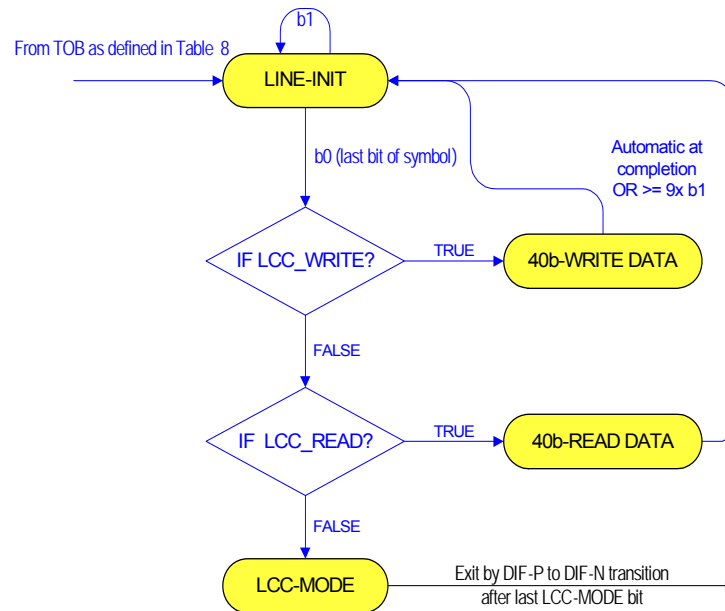 b1
From TOB as defined in Table 8
LINE-INIT
b0 (last bit of symbol)
Automatic at
completion
OR >= 9x b1
IF LCC_WRITE?
TRUE
40b-WRITE DATA
FALSE
IF LCC_READ?
TRUE
40b-READ DATA
FALSE
LCC-MODE
Exit by DIF-P to DIF-N transition
after last LCC-MODE bit